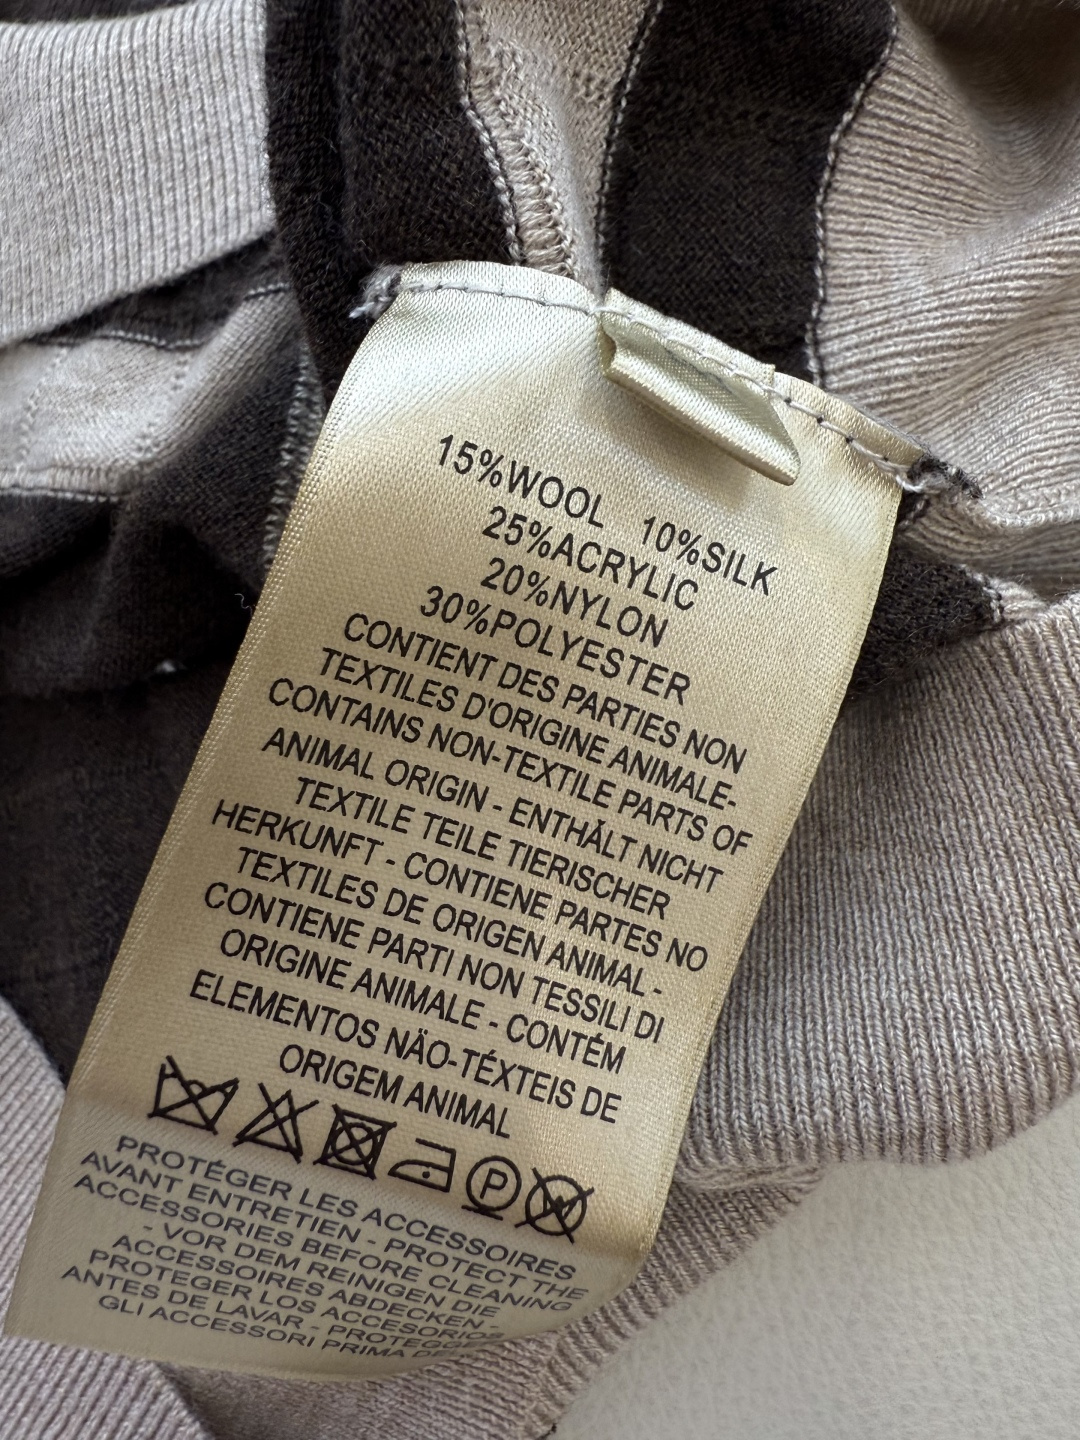 15%WOOL 10%SILK
25%ACRYLIC
20%NYLON
30%POLYESTER
CONTIENT DES PARTIES NON
TEXTILES D'ORIGINE ANIMALE-
CONTAINS NON-TEXTILE PARTS OF
ANIMAL ORIGIN - ENTHÄLT NICHT
TEXTILE TEILE TIERISCHER
HERKUNFT - CONTIENE PARTES NO
TEXTILES DE ORIGEN ANIMAL -
CONTIENE PARTI NON TESSILI DI
ORIGINE ANIMALE - CONTÉM
ELEMENTOS NÄO-TÉXTEIS DE
ORIGEM ANIMAL
P
PROTÉGER LES ACCESSOIRES
AVANT ENTRETIEN - PROTECT THE
ACCESSORIES BEFORE CLEANING
- VOR DEM REINIGEN DIE
ACCESSOIRES ABDECKEN -
PROTEGER LOS ACCESORIOS
ANTES DE LAVAR - PROTEGGE
GLI ACCESSORI PRIMA